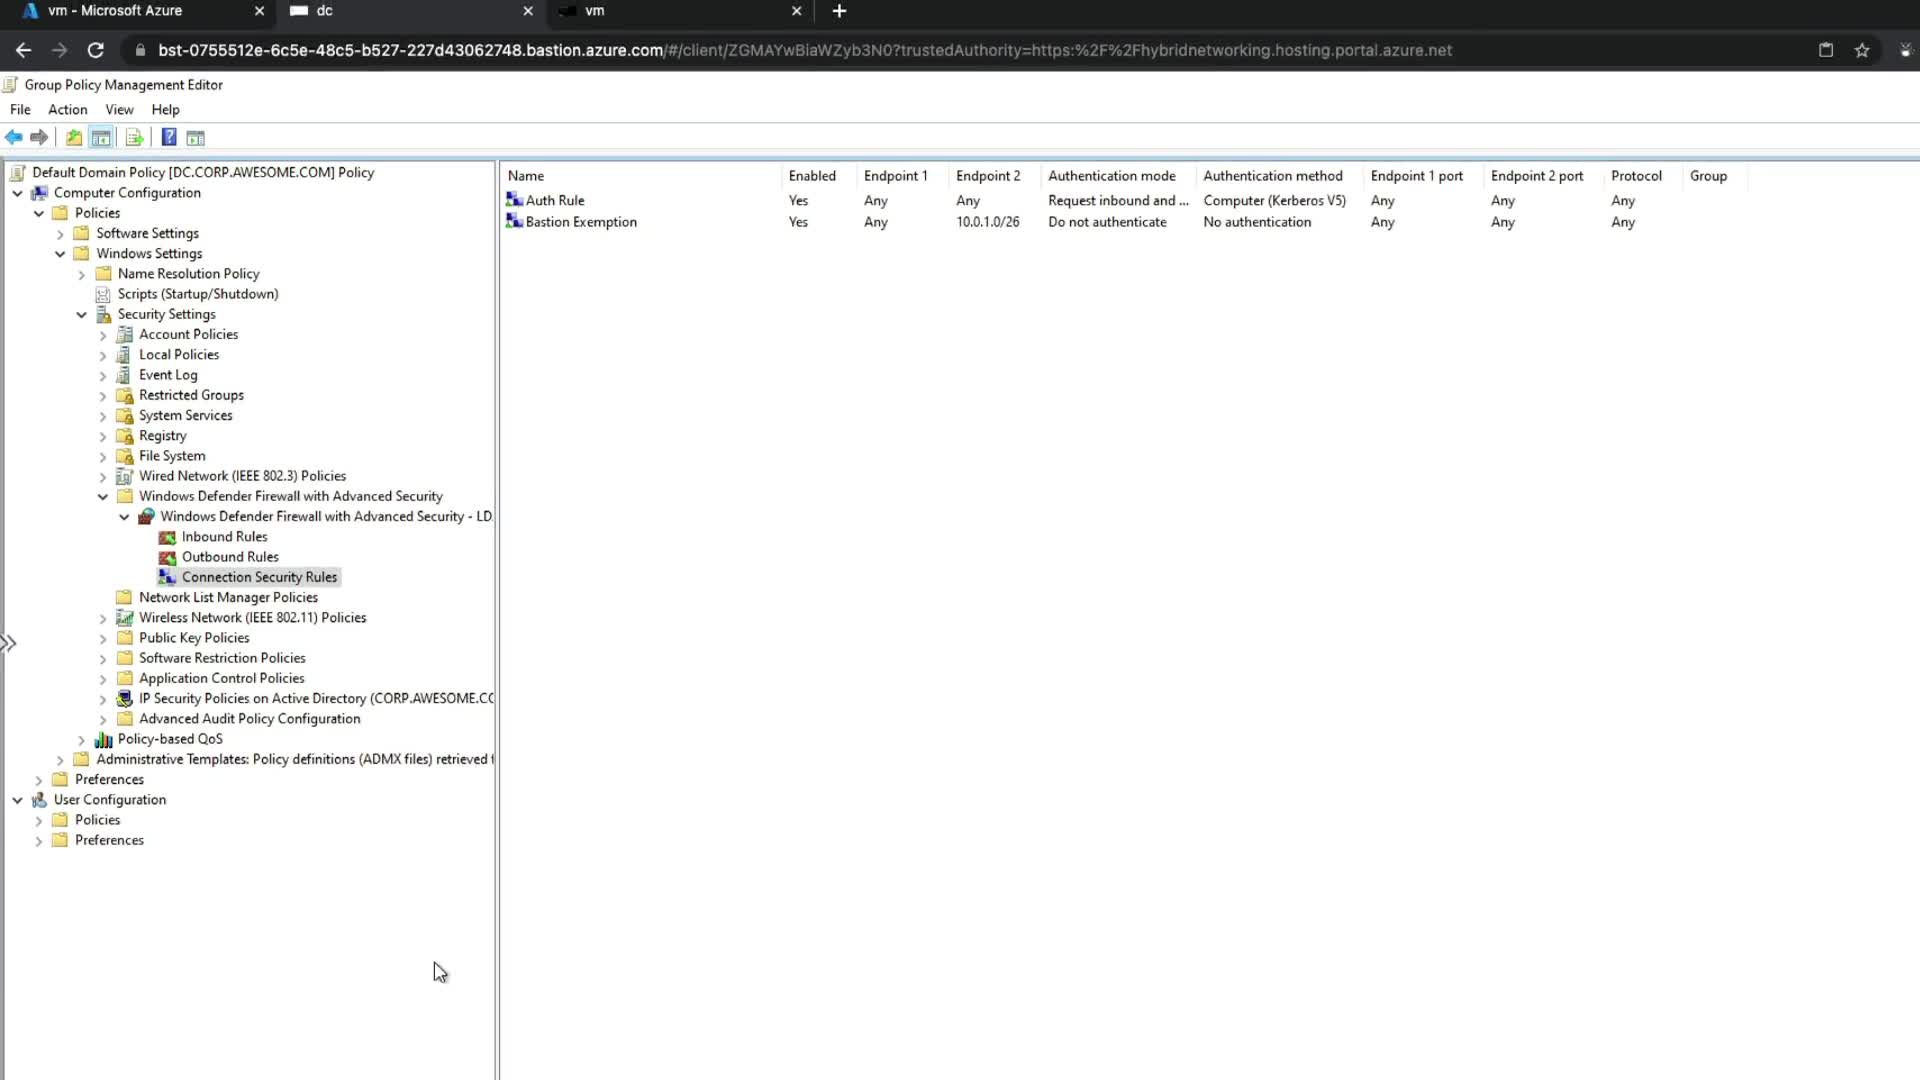 vm - Microsoft Azure
dc
vm
bst-0755512e-6c5e-48c5-b527-227d43062748.bastion.azure.com/#/client/ZGMAYwBiaWZyb3N0?trustedAuthority=https:%2F%2Fhybridnetworking.hosting.portal.azure.net
Group Policy Management Editor
File Action View Help
Default Domain Policy [DC.CORP.AWESOME.COM] Policy
Computer Configuration
Policies
Software Settings
Windows Settings
Name Resolution Policy
Scripts (Startup/Shutdown)
Security Settings
Account Policies
Local Policies
Event Log
Restricted Groups
System Services
Registry
File System
Wired Network (IEEE 802.3) Policies
Windows Defender Firewall with Advanced Security
Windows Defender Firewall with Advanced Security - LD
Inbound Rules
Outbound Rules
Connection Security Rules
Network List Manager Policies
Wireless Network (IEEE 802.11) Policies
Public Key Policies
Software Restriction Policies
Application Control Policies
IP Security Policies on Active Directory (CORP.AWESOME.CO
Advanced Audit Policy Configuration
Policy-based QoS
Administrative Templates: Policy definitions (ADMX files) retrieved f
Preferences
User Configuration
Policies
Preferences
Name Enabled Endpoint 1 Endpoint 2 Authentication mode Authentication method Endpoint 1 port Endpoint 2 port Protocol Group
Auth Rule Yes Any Any Request inbound and ... Computer (Kerberos V5) Any Any Any
Bastion Exemption Yes Any 10.0.1.0/26 Do not authenticate No authentication Any Any Any